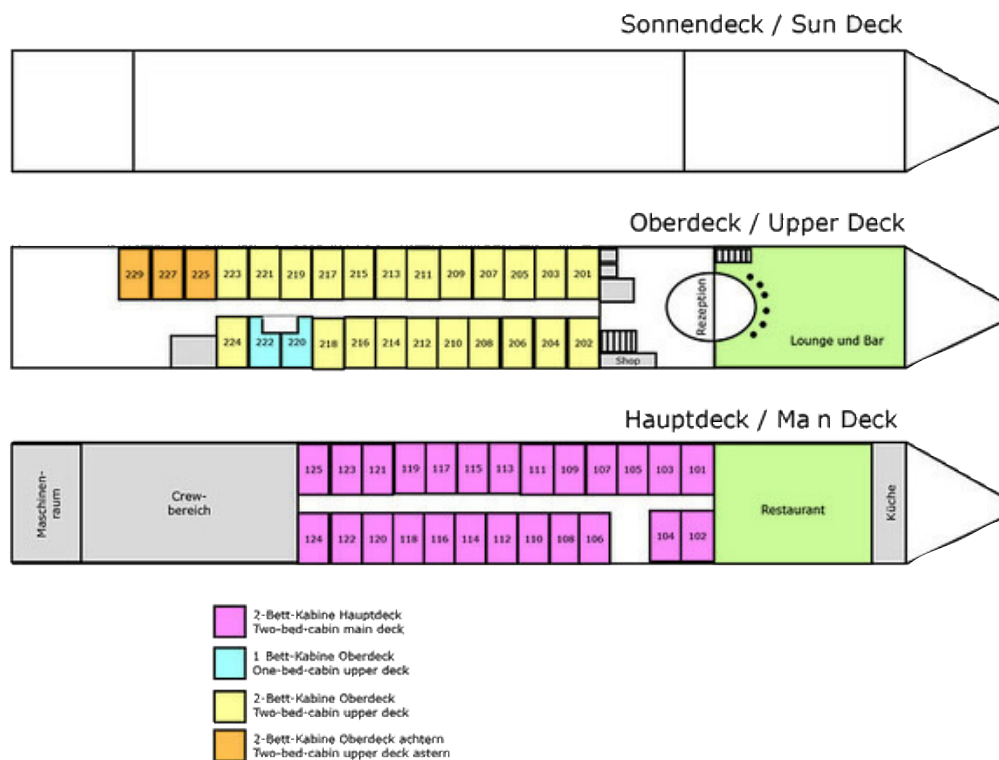 Sonnendeck / Sun Deck
Oberdeck / Upper Deck
229 227 225 223 221 219 217 215 213 211 209 207 205 203 201
224 222 220 218 216 214 212 210 208 206 204 202
Rezeption
Shop
Lounge und Bar
Hauptdeck / Ma n Deck
125 123 121 119 117 115 113 111 109 107 105 103 101
124 122 120 118 116 114 112 110 108 106 104 102
Maschinen-
raum
Crew-
bereich
Restaurant
Küche
2-Bett-Kabine Hauptdeck
Two-bed-cabin main deck
1 Bett-Kabine Oberdeck
One-bed-cabin upper deck
2-Bett-Kabine Oberdeck
Two-bed-cabin upper deck
2-Bett-Kabine Oberdeck achtern
Two-bed-cabin upper deck astern